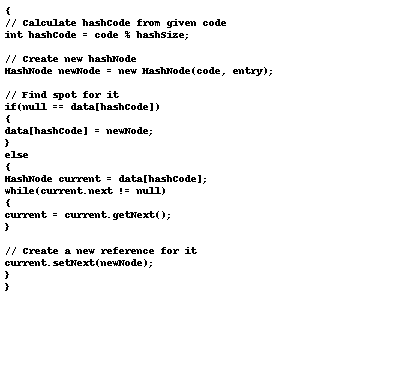 {
// Calculate hashCode from given code
int hashCode = code % hashSize;

// Create new hashNode
HashNode newNode = new HashNode(code, entry);

// Find spot for it
if(null == data[hashCode])
{
data[hashCode] = newNode;
}
else
{
HashNode current = data[hashCode];
while(current.next != null)
{
current = current.getNext();
}

// Create a new reference for it
current.setNext(newNode);
}
}